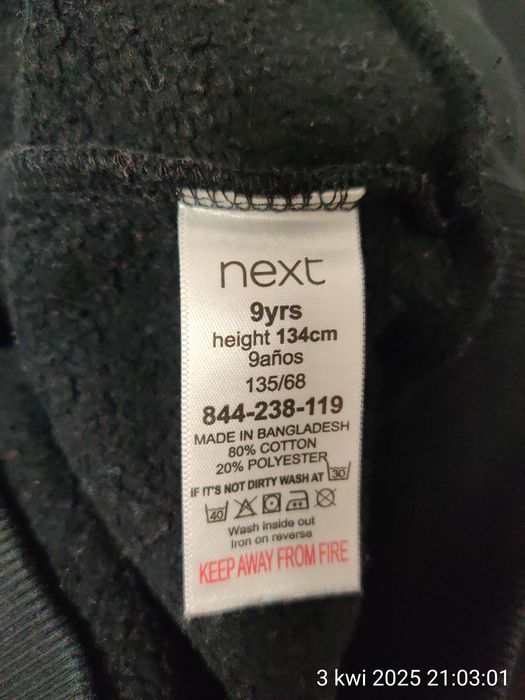 next
9yrs
height 134cm
9años
135/68
844-238-119
MADE IN BANGLADESH
80% COTTON
20% POLYESTER
IF IT'S NOT DIRTY WASH AT 30
40
Wash inside out
Iron on reverse
KEEP AWAY FROM FIRE
3 kwi 2025 21:03:01